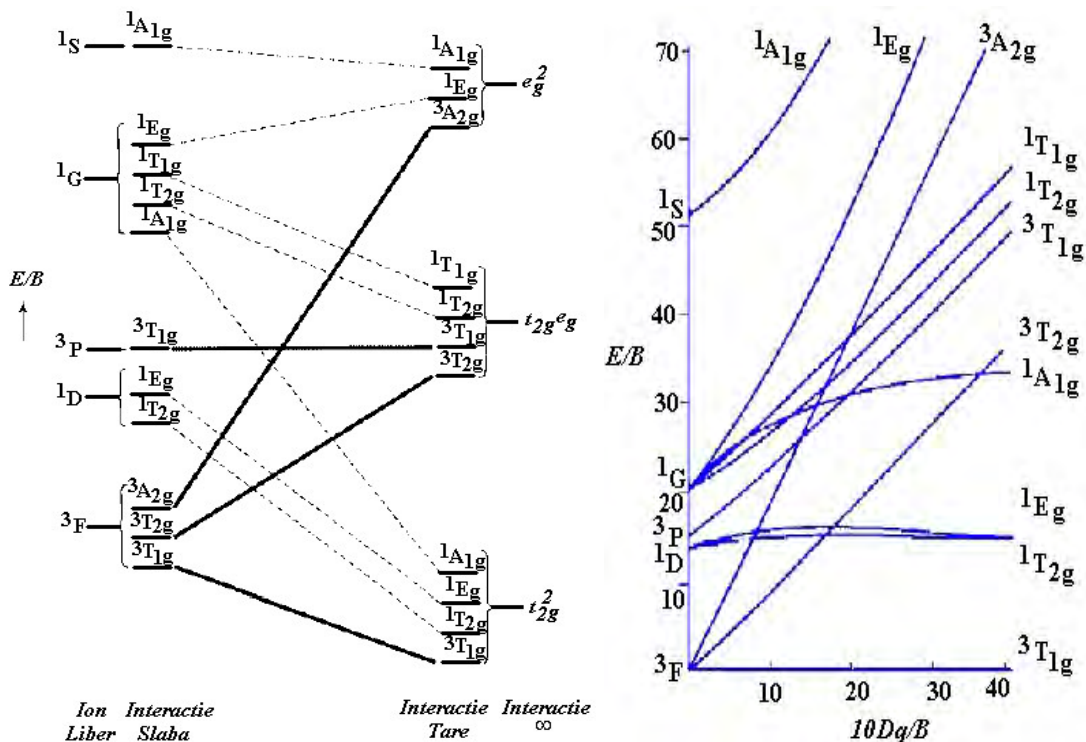 ¹S
¹A₁g
¹Eg
¹G
¹T₁g
¹T₂g
¹A₁g
E/B
³P
³T₁g
¹D
¹Eg
¹T₂g
³F
³A₂g
³T₂g
³T₁g
¹A₁g
¹Eg
³A₂g
e²g
¹T₁g
¹T₂g
³T₁g
³T₂g
t₂geg
¹A₁g
¹Eg
¹T₂g
³T₁g
t²₂g
Ion Liber
Interactie Slaba
Interactie Tare
Interactie ∞
70
60
50
40
30
20
10
E/B
¹S
¹G
³P
¹D
³F
¹A₁g
¹Eg
³A₂g
¹T₁g
¹T₂g
³T₁g
³T₂g
¹A₁g
¹Eg
¹T₂g
³T₁g
10 20 30 40
10Dq/B